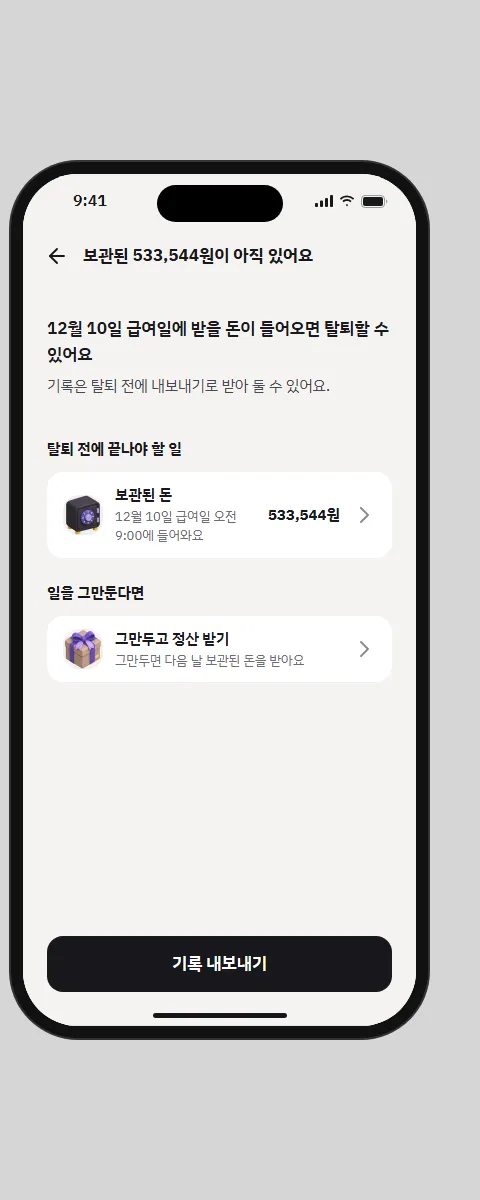 9:41
보관된 533,544원이 아직 있어요
12월 10일 급여일에 받을 돈이 들어오면 탈퇴할 수
있어요
기록은 탈퇴 전에 내보내기로 받아 둘 수 있어요.
탈퇴 전에 끝나야 할 일
보관된 돈
12월 10일 급여일 오전
9:00에 들어와요
533,544원
일을 그만둔다면
그만두고 정산 받기
그만두면 다음 날 보관된 돈을 받아요
기록 내보내기